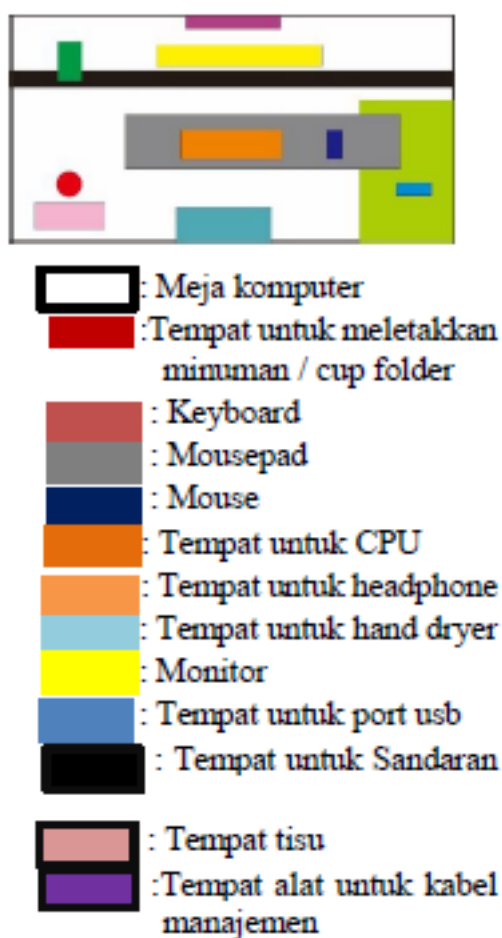 : Meja komputer
:Tempat untuk meletakkan
minuman / cup folder
: Keyboard
: Mousepad
: Mouse
: Tempat untuk CPU
: Tempat untuk headphone
: Tempat untuk hand dryer
: Monitor
: Tempat untuk port usb
: Tempat untuk Sandaran
: Tempat tisu
:Tempat alat untuk kabel
manajemen